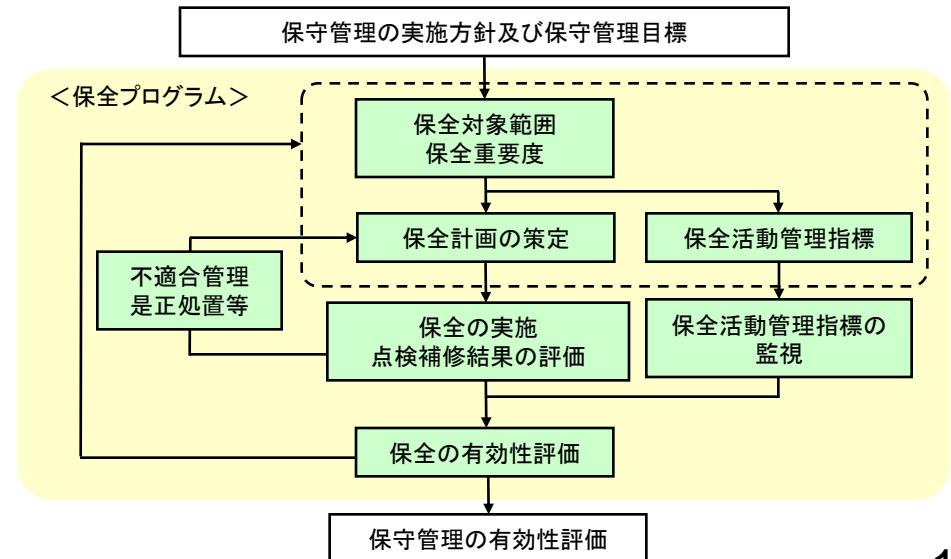 保守管理の実施方針及び保守管理目標
＜保全プログラム＞
保全対象範囲
保全重要度
保全計画の策定
保全活動管理指標
不適合管理
是正処置等
保全の実施
点検補修結果の評価
保全活動管理指標の
監視
保全の有効性評価
保守管理の有効性評価